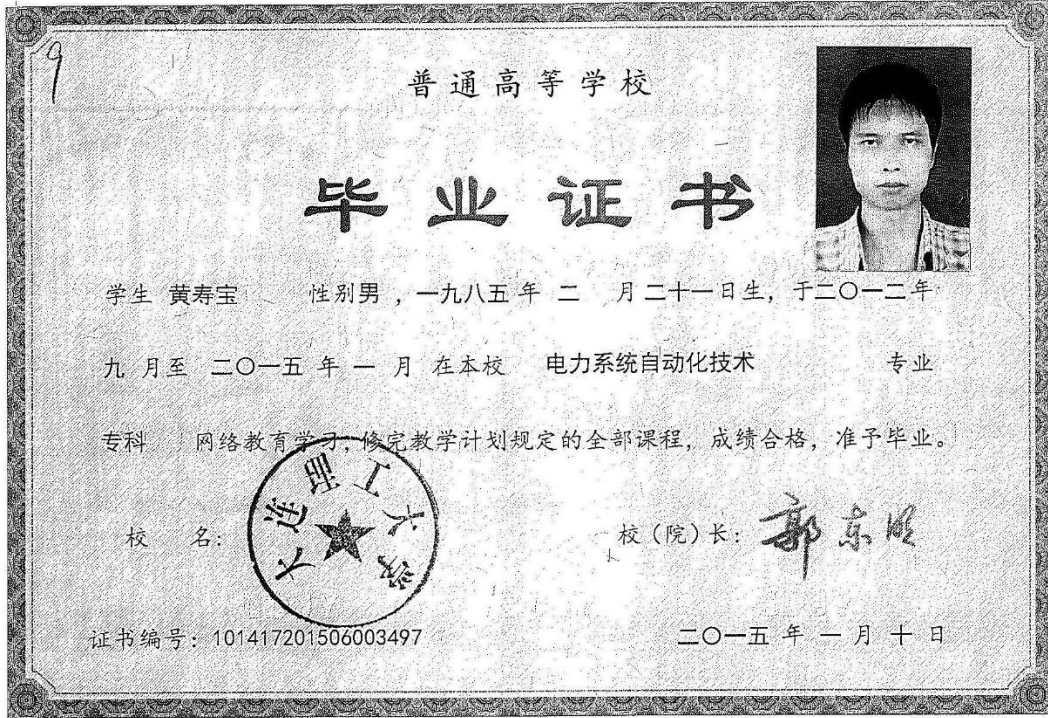 9
普通高等学校
毕业证书
学生 黄寿宝 性别男，一九八五年 二 月二十一日生，于二〇一二年
九 月至 二〇一五 年 一 月 在本校 电力系统自动化技术 专业
专科 网络教育学习，修完教学计划规定的全部课程，成绩合格，准予毕业。
大连理工大学
校 名：
校（院）长：郭东明
证书编号：101417201506003497
二〇一五 年 一 月 十 日